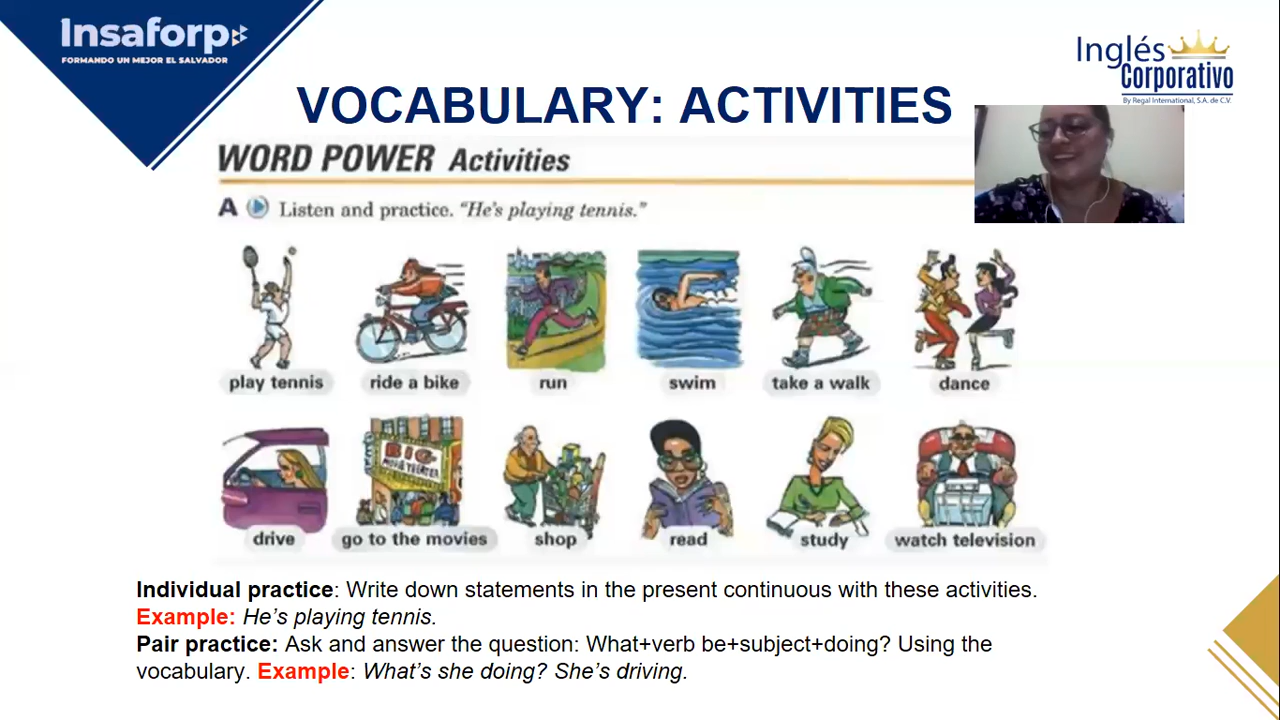 Insaforp
FORMANDO UN MEJOR EL SALVADOR
Inglés
Corporativo
By Regal International, S.A. de C.V.
VOCABULARY: ACTIVITIES
WORD POWER Activities
A Listen and practice. "He's playing tennis."
play tennis ride a bike run swim take a walk dance
BIG
MOVIE THEATER
drive go to the movies shop read study watch television
Individual practice: Write down statements in the present continuous with these activities.
Example: He's playing tennis.
Pair practice: Ask and answer the question: What+verb be+subject+doing? Using the
vocabulary. Example: What's she doing? She's driving.